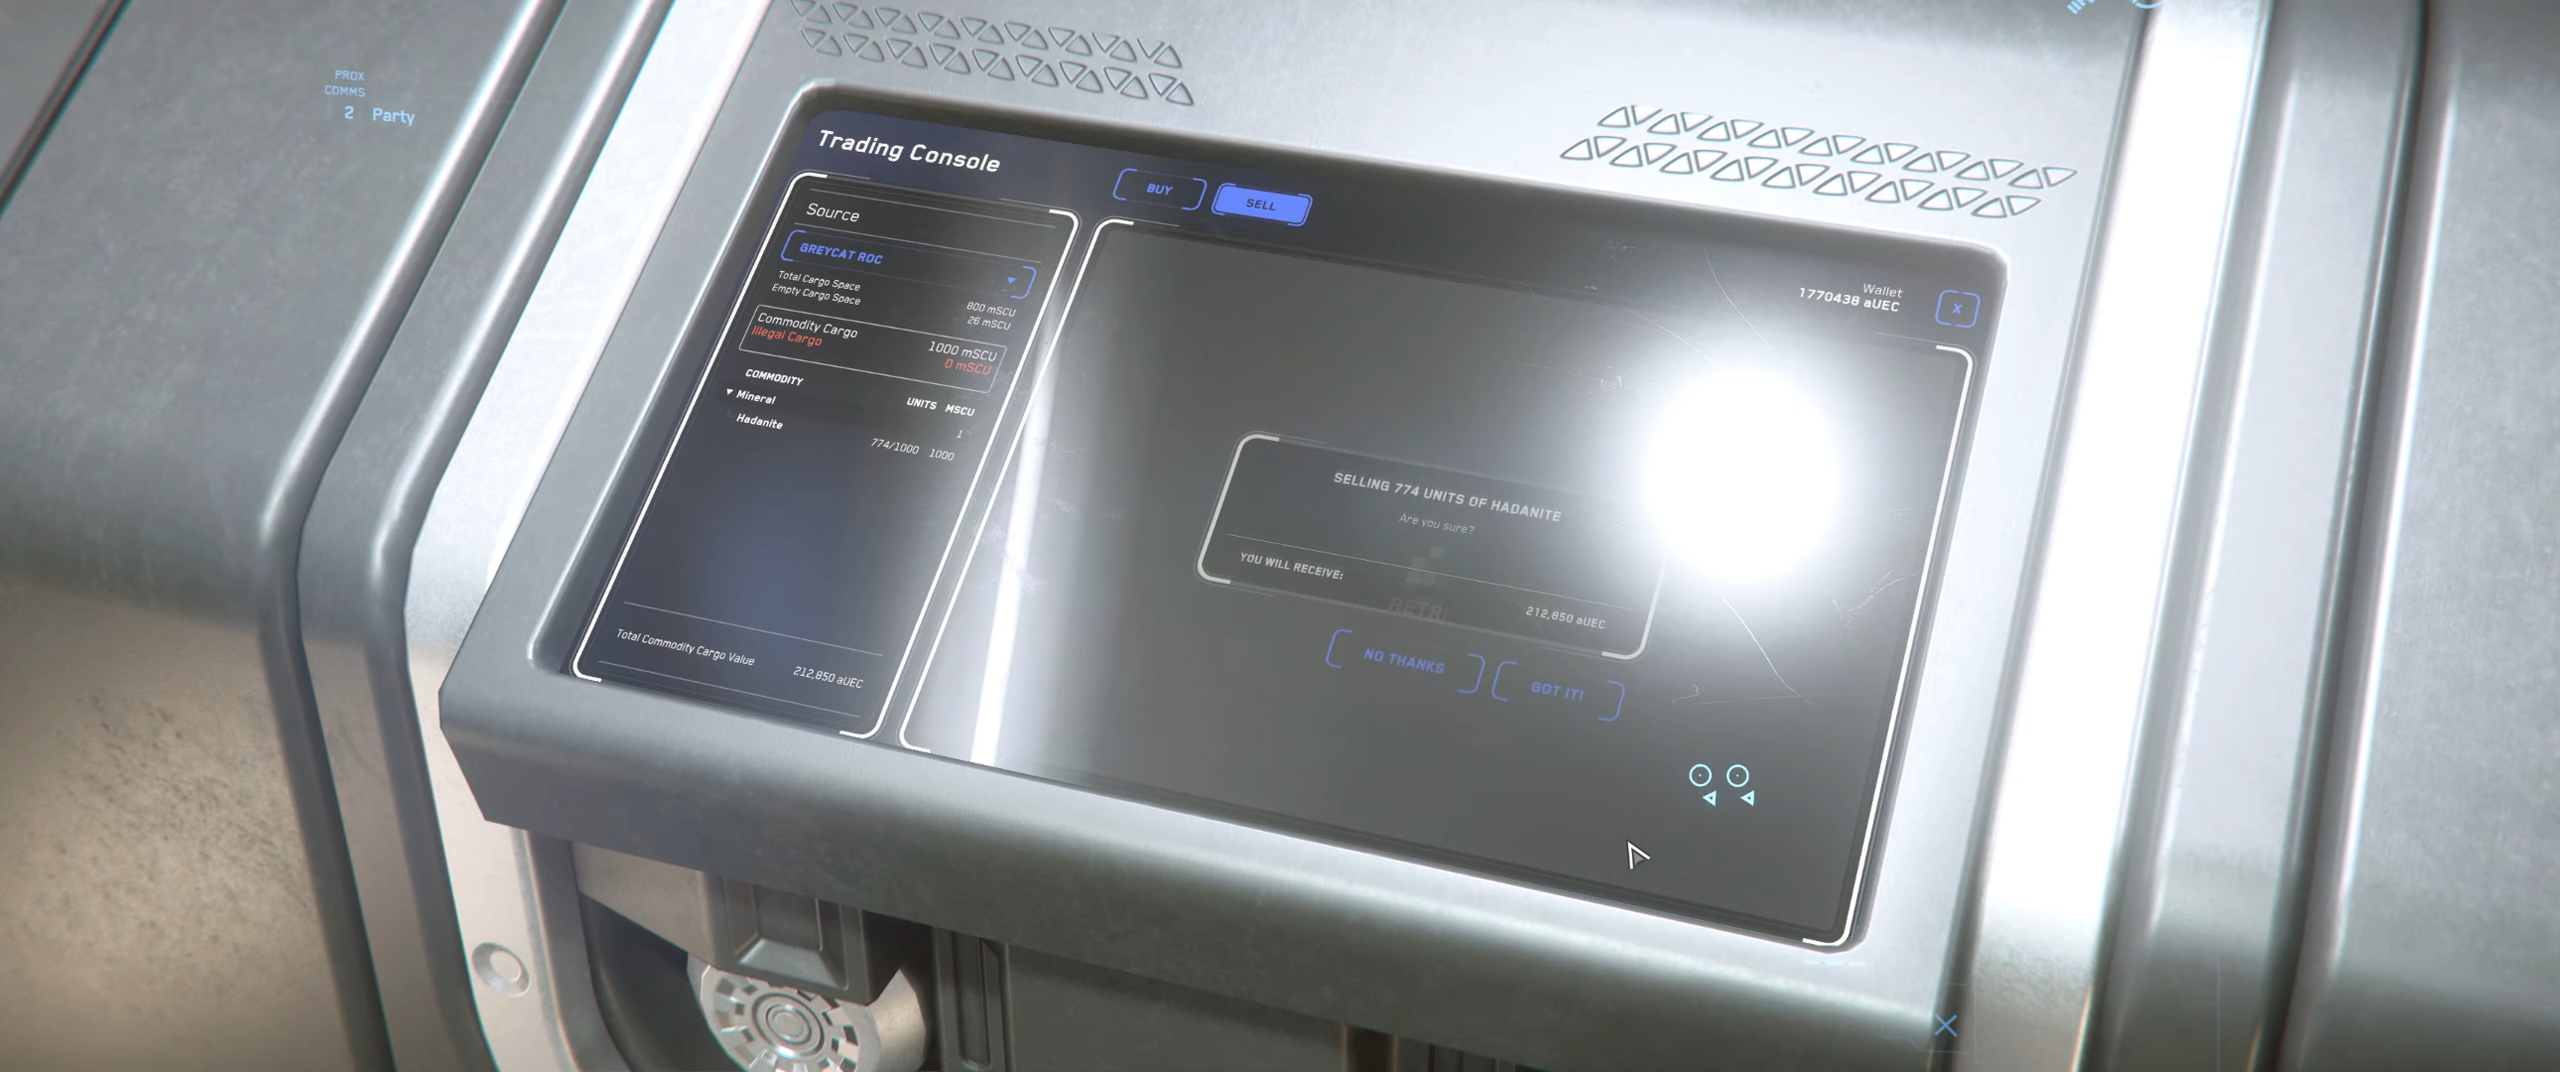 PROX
COMMS
2 Party
Trading Console
BUY
SELL
Source
GREYCAT ROC
Total Cargo Space 800 mSCU
Empty Cargo Space 26 mSCU
Commodity Cargo 1000 mSCU
Illegal Cargo 0 mSCU
COMMODITY UNITS MSCU
Mineral 1
Hadanite 774/1000 1000
Total Commodity Cargo Value 212,850 aUEC
Wallet
1770438 aUEC
X
SELLING 774 UNITS OF HADANITE
Are you sure?
YOU WILL RECEIVE: 212,850 aUEC
NO THANKS
GOT IT!